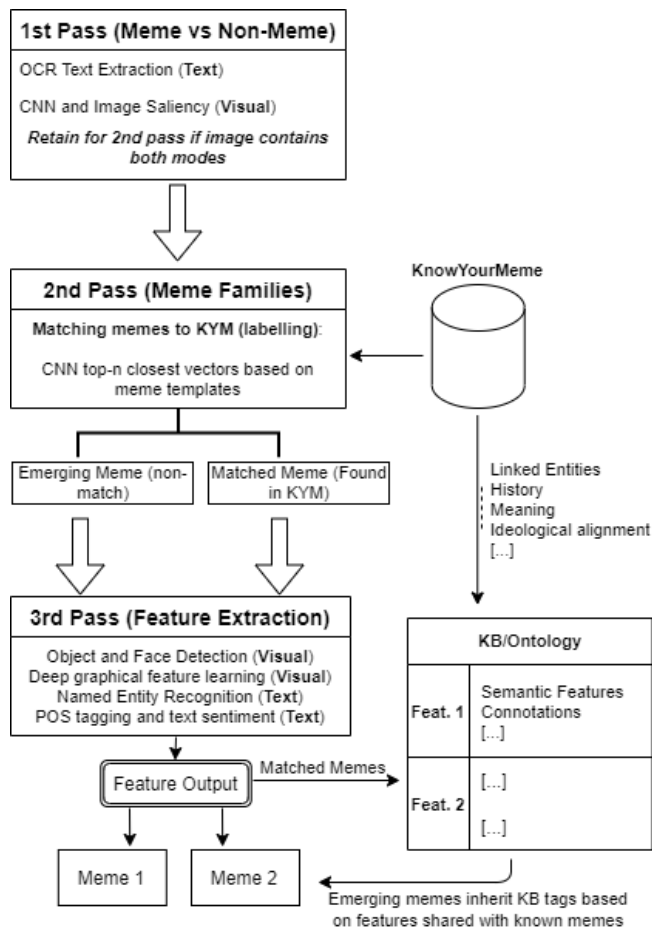 1st Pass (Meme vs Non-Meme)
OCR Text Extraction (Text)
CNN and Image Saliency (Visual)
Retain for 2nd pass if image contains
both modes
KnowYourMeme
2nd Pass (Meme Families)
Matching memes to KYM (labelling):
CNN top-n closest vectors based on
meme templates
Emerging Meme (non-
match)
Matched Meme (Found
in KYM)
Linked Entities
History
Meaning
Ideological alignment
[...]
3rd Pass (Feature Extraction)
Object and Face Detection (Visual)
Deep graphical feature learning (Visual)
Named Entity Recognition (Text)
POS tagging and text sentiment (Text)
KB/Ontology
Feat. 1
Semantic Features
Connotations
[...]
Feat. 2
[...]
[...]
Feature Output
Matched Memes
Meme 1
Meme 2
Emerging memes inherit KB tags based
on features shared with known memes